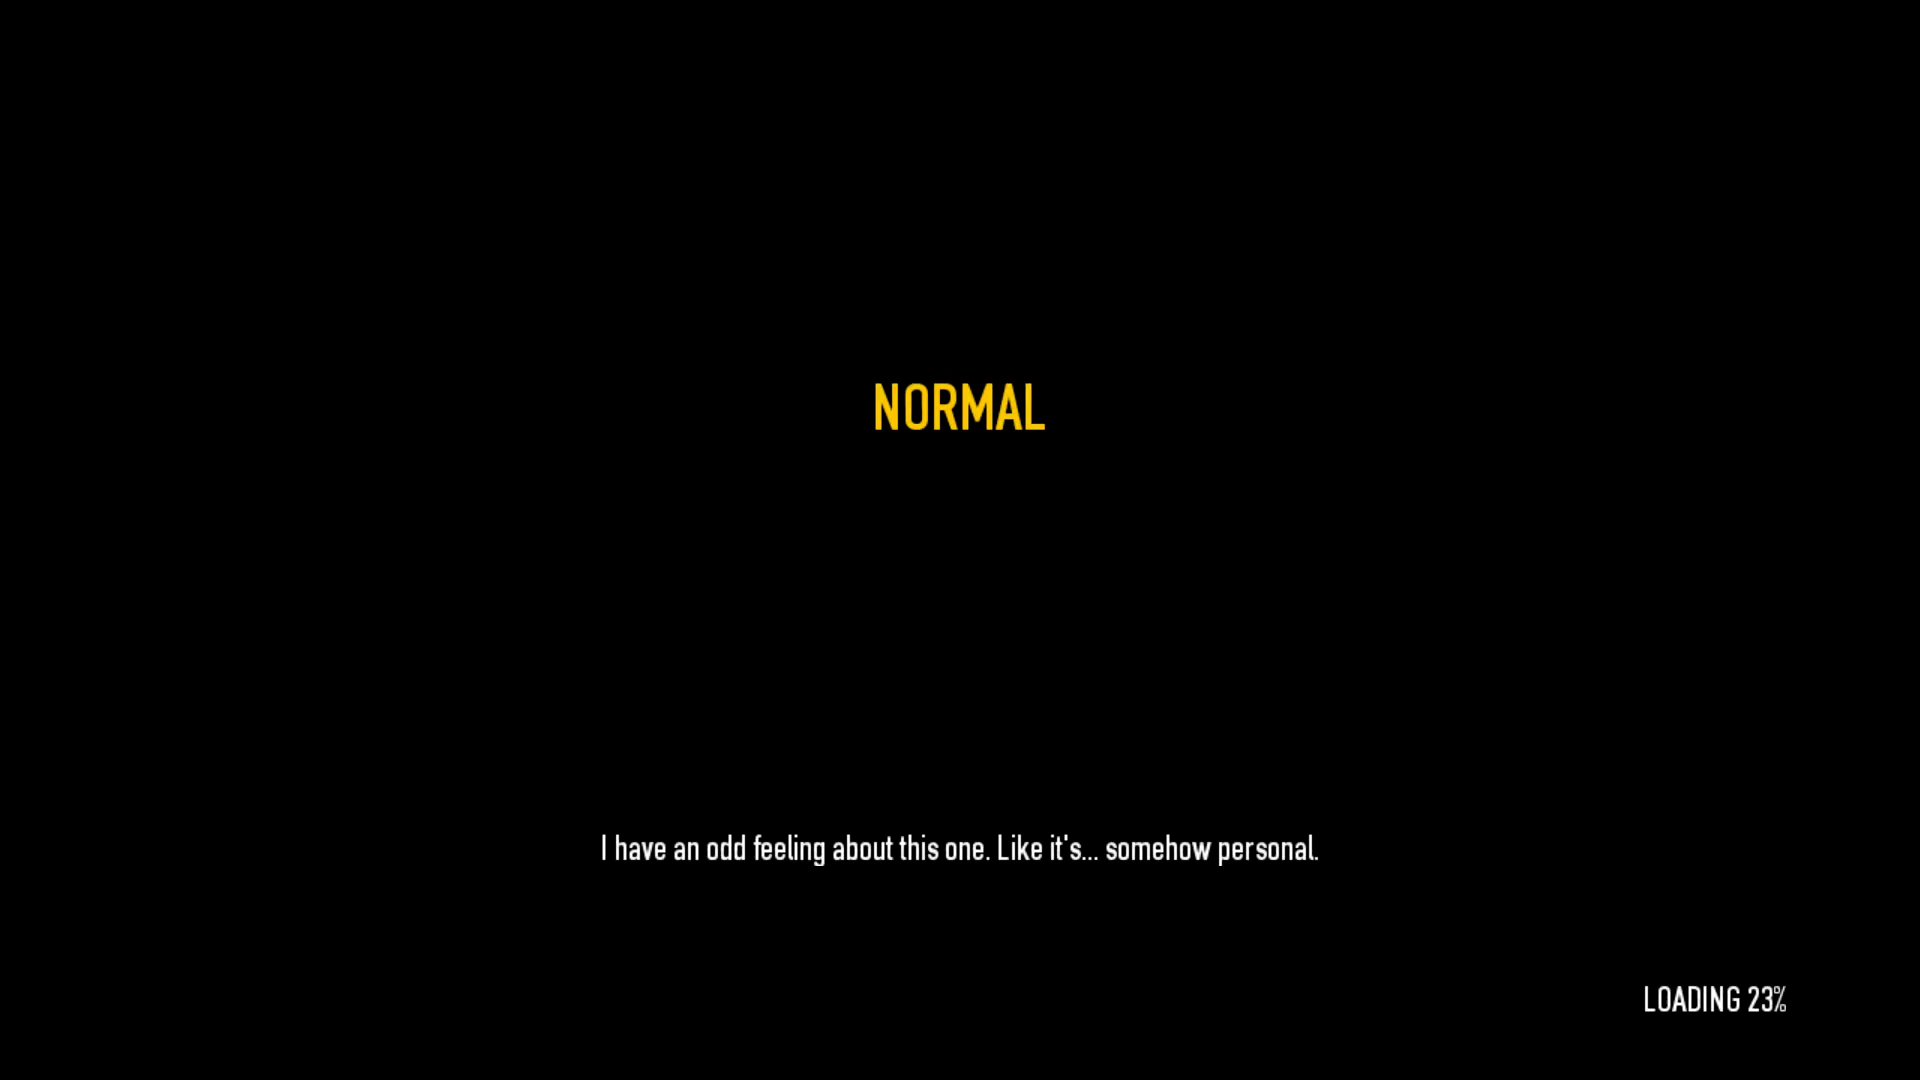 NORMAL
I have an odd feeling about this one. Like it's... somehow personal.
LOADING 23%